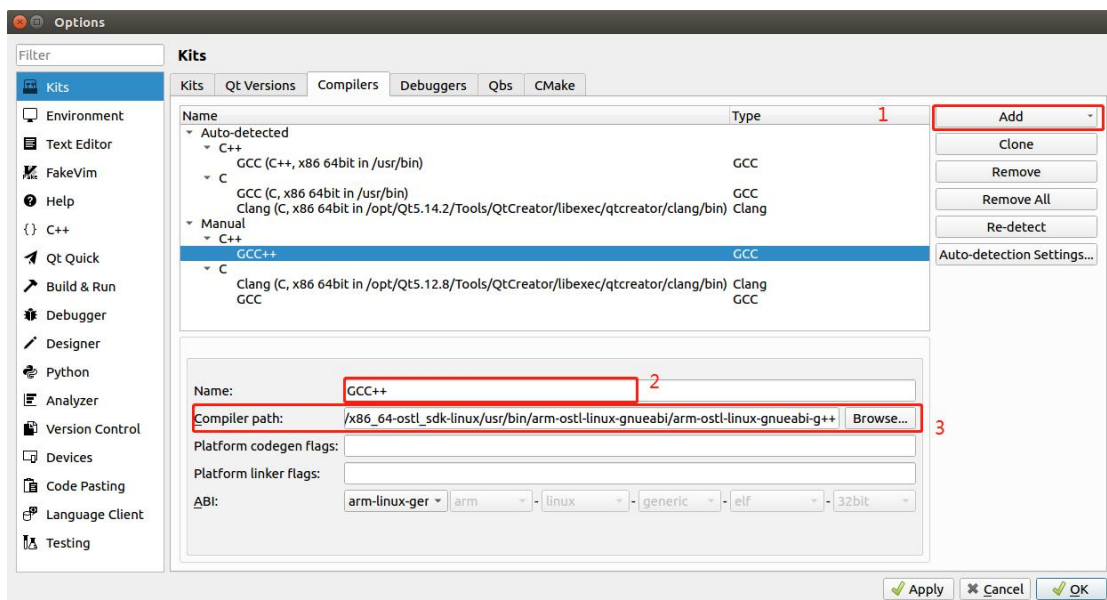 Options
Filter
Kits
Environment
Text Editor
FakeVim
Help
{} C++
Qt Quick
Build & Run
Debugger
Designer
Python
Analyzer
Version Control
Devices
Code Pasting
Language Client
Testing
Kits
Kits Qt Versions Compilers Debuggers Qbs CMake
Name Type 1
Auto-detected
C++
GCC (C++, x86 64bit in /usr/bin) GCC
C
GCC (C, x86 64bit in /usr/bin) GCC
Clang (C, x86 64bit in /opt/Qt5.14.2/Tools/QtCreator/libexec/qtcreator/clang/bin) Clang
Manual
C++
GCC++ GCC
C
Clang (C, x86 64bit in /opt/Qt5.12.8/Tools/QtCreator/libexec/qtcreator/clang/bin) Clang
GCC GCC
Add
Clone
Remove
Remove All
Re-detect
Auto-detection Settings...
Name: GCC++ 2
Compiler path: /x86_64-ostl_sdk-linux/usr/bin/arm-ostl-linux-gnueabi/arm-ostl-linux-gnueabi-g++ Browse... 3
Platform codegen flags:
Platform linker flags:
ABI: arm-linux-ger arm - linux - generic - elf - 32bit
Apply Cancel OK